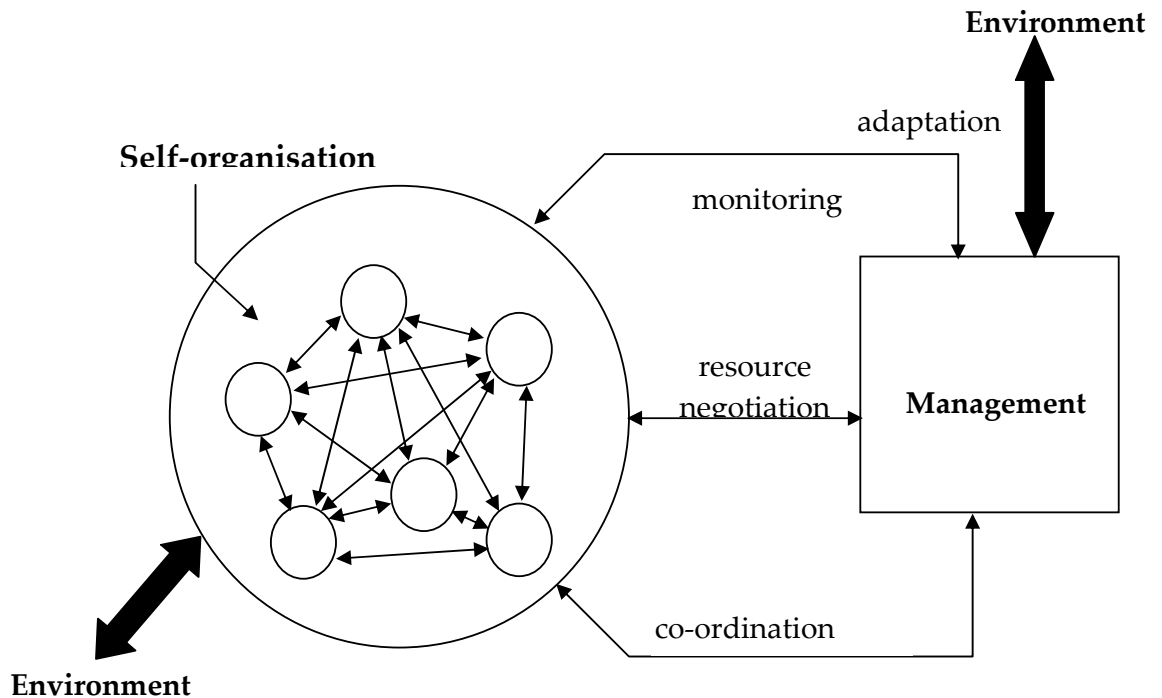 Environment
adaptation
Self-organisation
monitoring
resource
negotiation
Management
co-ordination
Environment